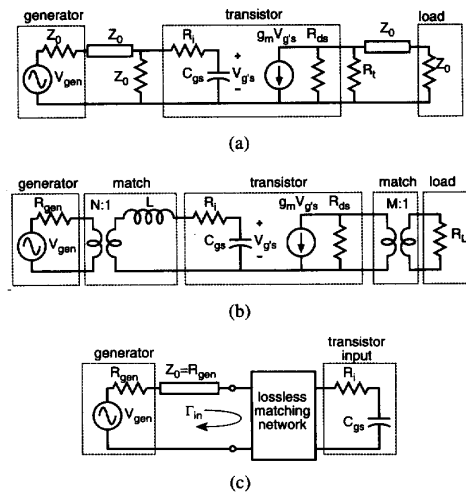 generator transistor load
Z0 Z0 Ri gmVg's Rds Z0
Vgen Z0 Cgs Vg's Rt Z0
+
−
(a)
generator match transistor match load
Rgen N:1 L Ri gmVg's Rds M:1
Vgen Cgs Vg's RL
+
−
(b)
generator transistor input
Rgen Z0=Rgen Ri
Vgen Γin lossless matching network Cgs
(c)